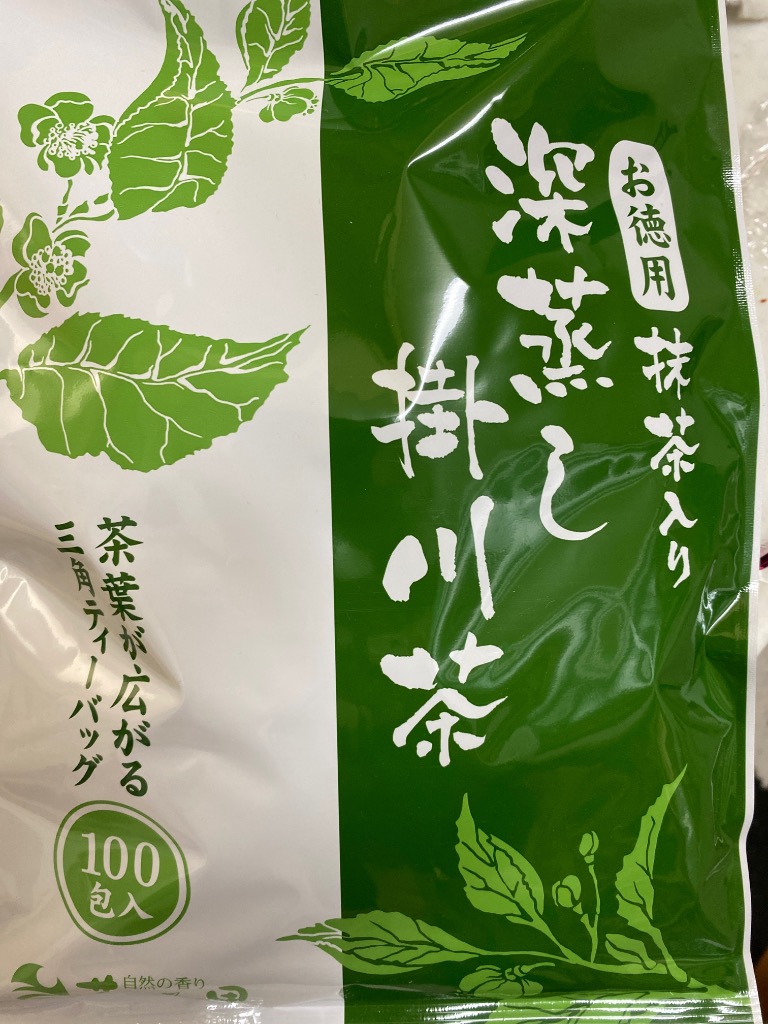 お徳用
抹茶入り
深蒸し
掛川茶
茶葉が広がる
三角ティーバッグ
100
包入
自然の香り